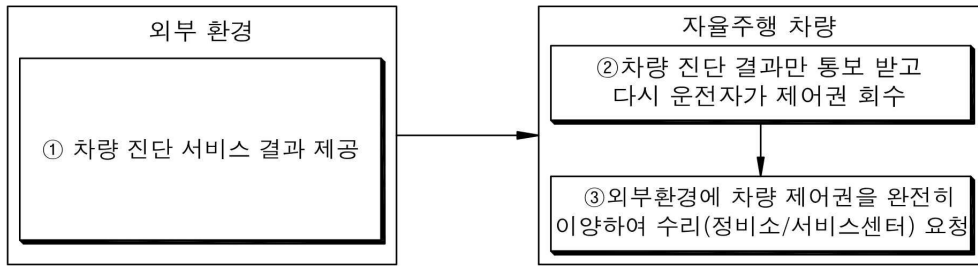 외부 환경
① 차량 진단 서비스 결과 제공
자율주행 차량
②차량 진단 결과만 통보 받고
다시 운전자가 제어권 회수
③외부환경에 차량 제어권을 완전히
이양하여 수리(정비소/서비스센터) 요청